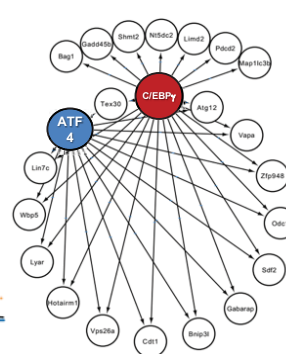 Nt5dc2
Shmt2
Limd2
Gadd45b
Pdcd2
Bag1
Map1lc3b
C/EBPγ
Tex30
Atg12
ATF
4
Vapa
Lin7c
Zfp948
Wbp5
Lyar
Sdf2
Hotairm1
Gabarap
Vps26a
Bnip3l
Cdt1